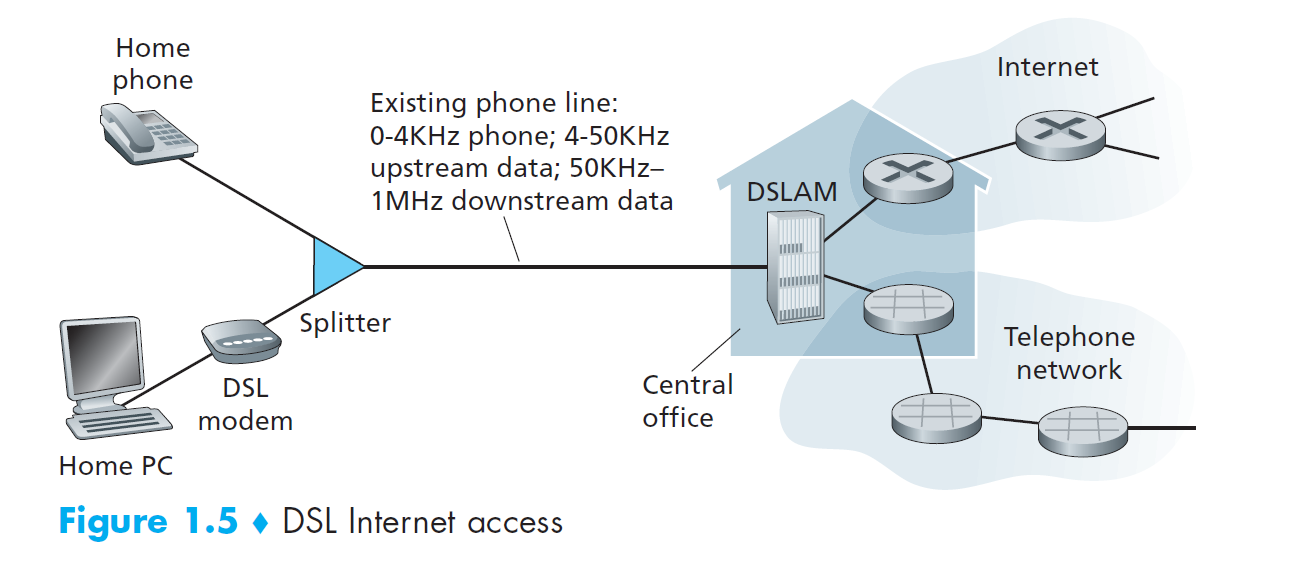 Home
phone
Existing phone line:
0-4KHz phone; 4-50KHz
upstream data; 50KHz–
1MHz downstream data
Internet
DSLAM
Splitter
DSL
modem
Home PC
Central
office
Telephone
network
Figure 1.5 ♦ DSL Internet access